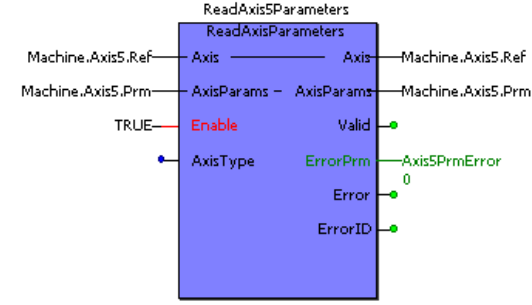 ReadAxis5Parameters
ReadAxisParameters
Machine.Axis5.Ref Axis Axis Machine.Axis5.Ref
Machine.Axis5.Prm AxisParams AxisParams Machine.Axis5.Prm
TRUE Enable Valid
AxisType ErrorPrm Axis5PrmError
0
Error
ErrorID